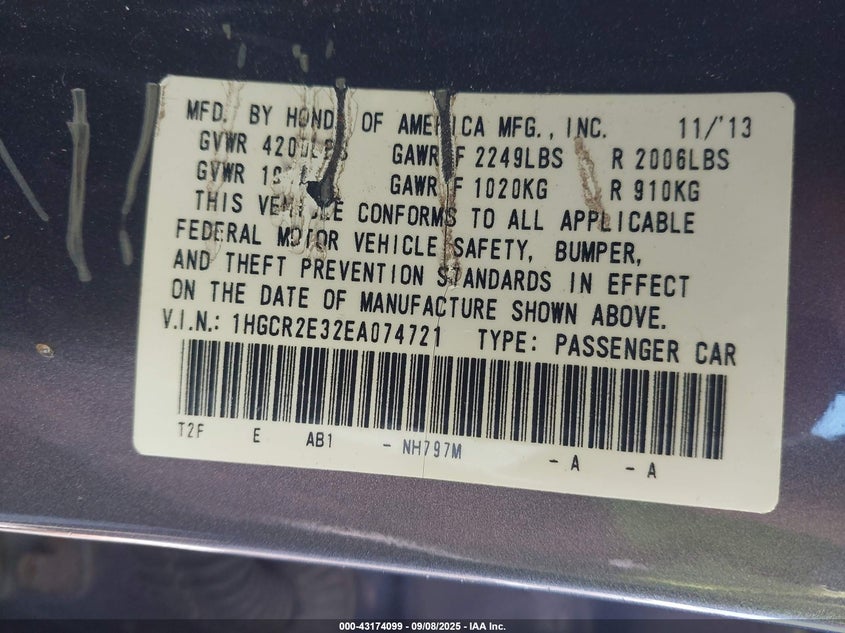 MFD. BY HONDA OF AMERICA MFG., INC. 11/'13
GVWR GAWR F 2249LBS R 2006LBS
GVWR GAWR F 1020KG R 910KG
THIS VEHICLE CONFORMS TO ALL APPLICABLE
FEDERAL MOTOR VEHICLE SAFETY, BUMPER,
AND THEFT PREVENTION STANDARDS IN EFFECT
ON THE DATE OF MANUFACTURE SHOWN ABOVE.
V.I.N.: 1HGCR2E32EA074721 TYPE: PASSENGER CAR
T2F E AB1 - NH797M - A - A
000-43174099 - 09/08/2025 - IAA Inc.